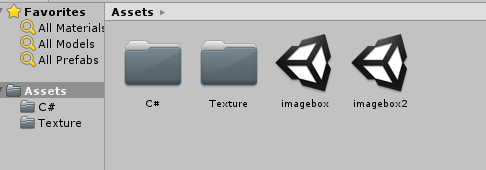 Favorites
All Materials
All Models
All Prefabs
Assets
C#
Texture
Assets
C#
Texture
imagebox
imagebox2